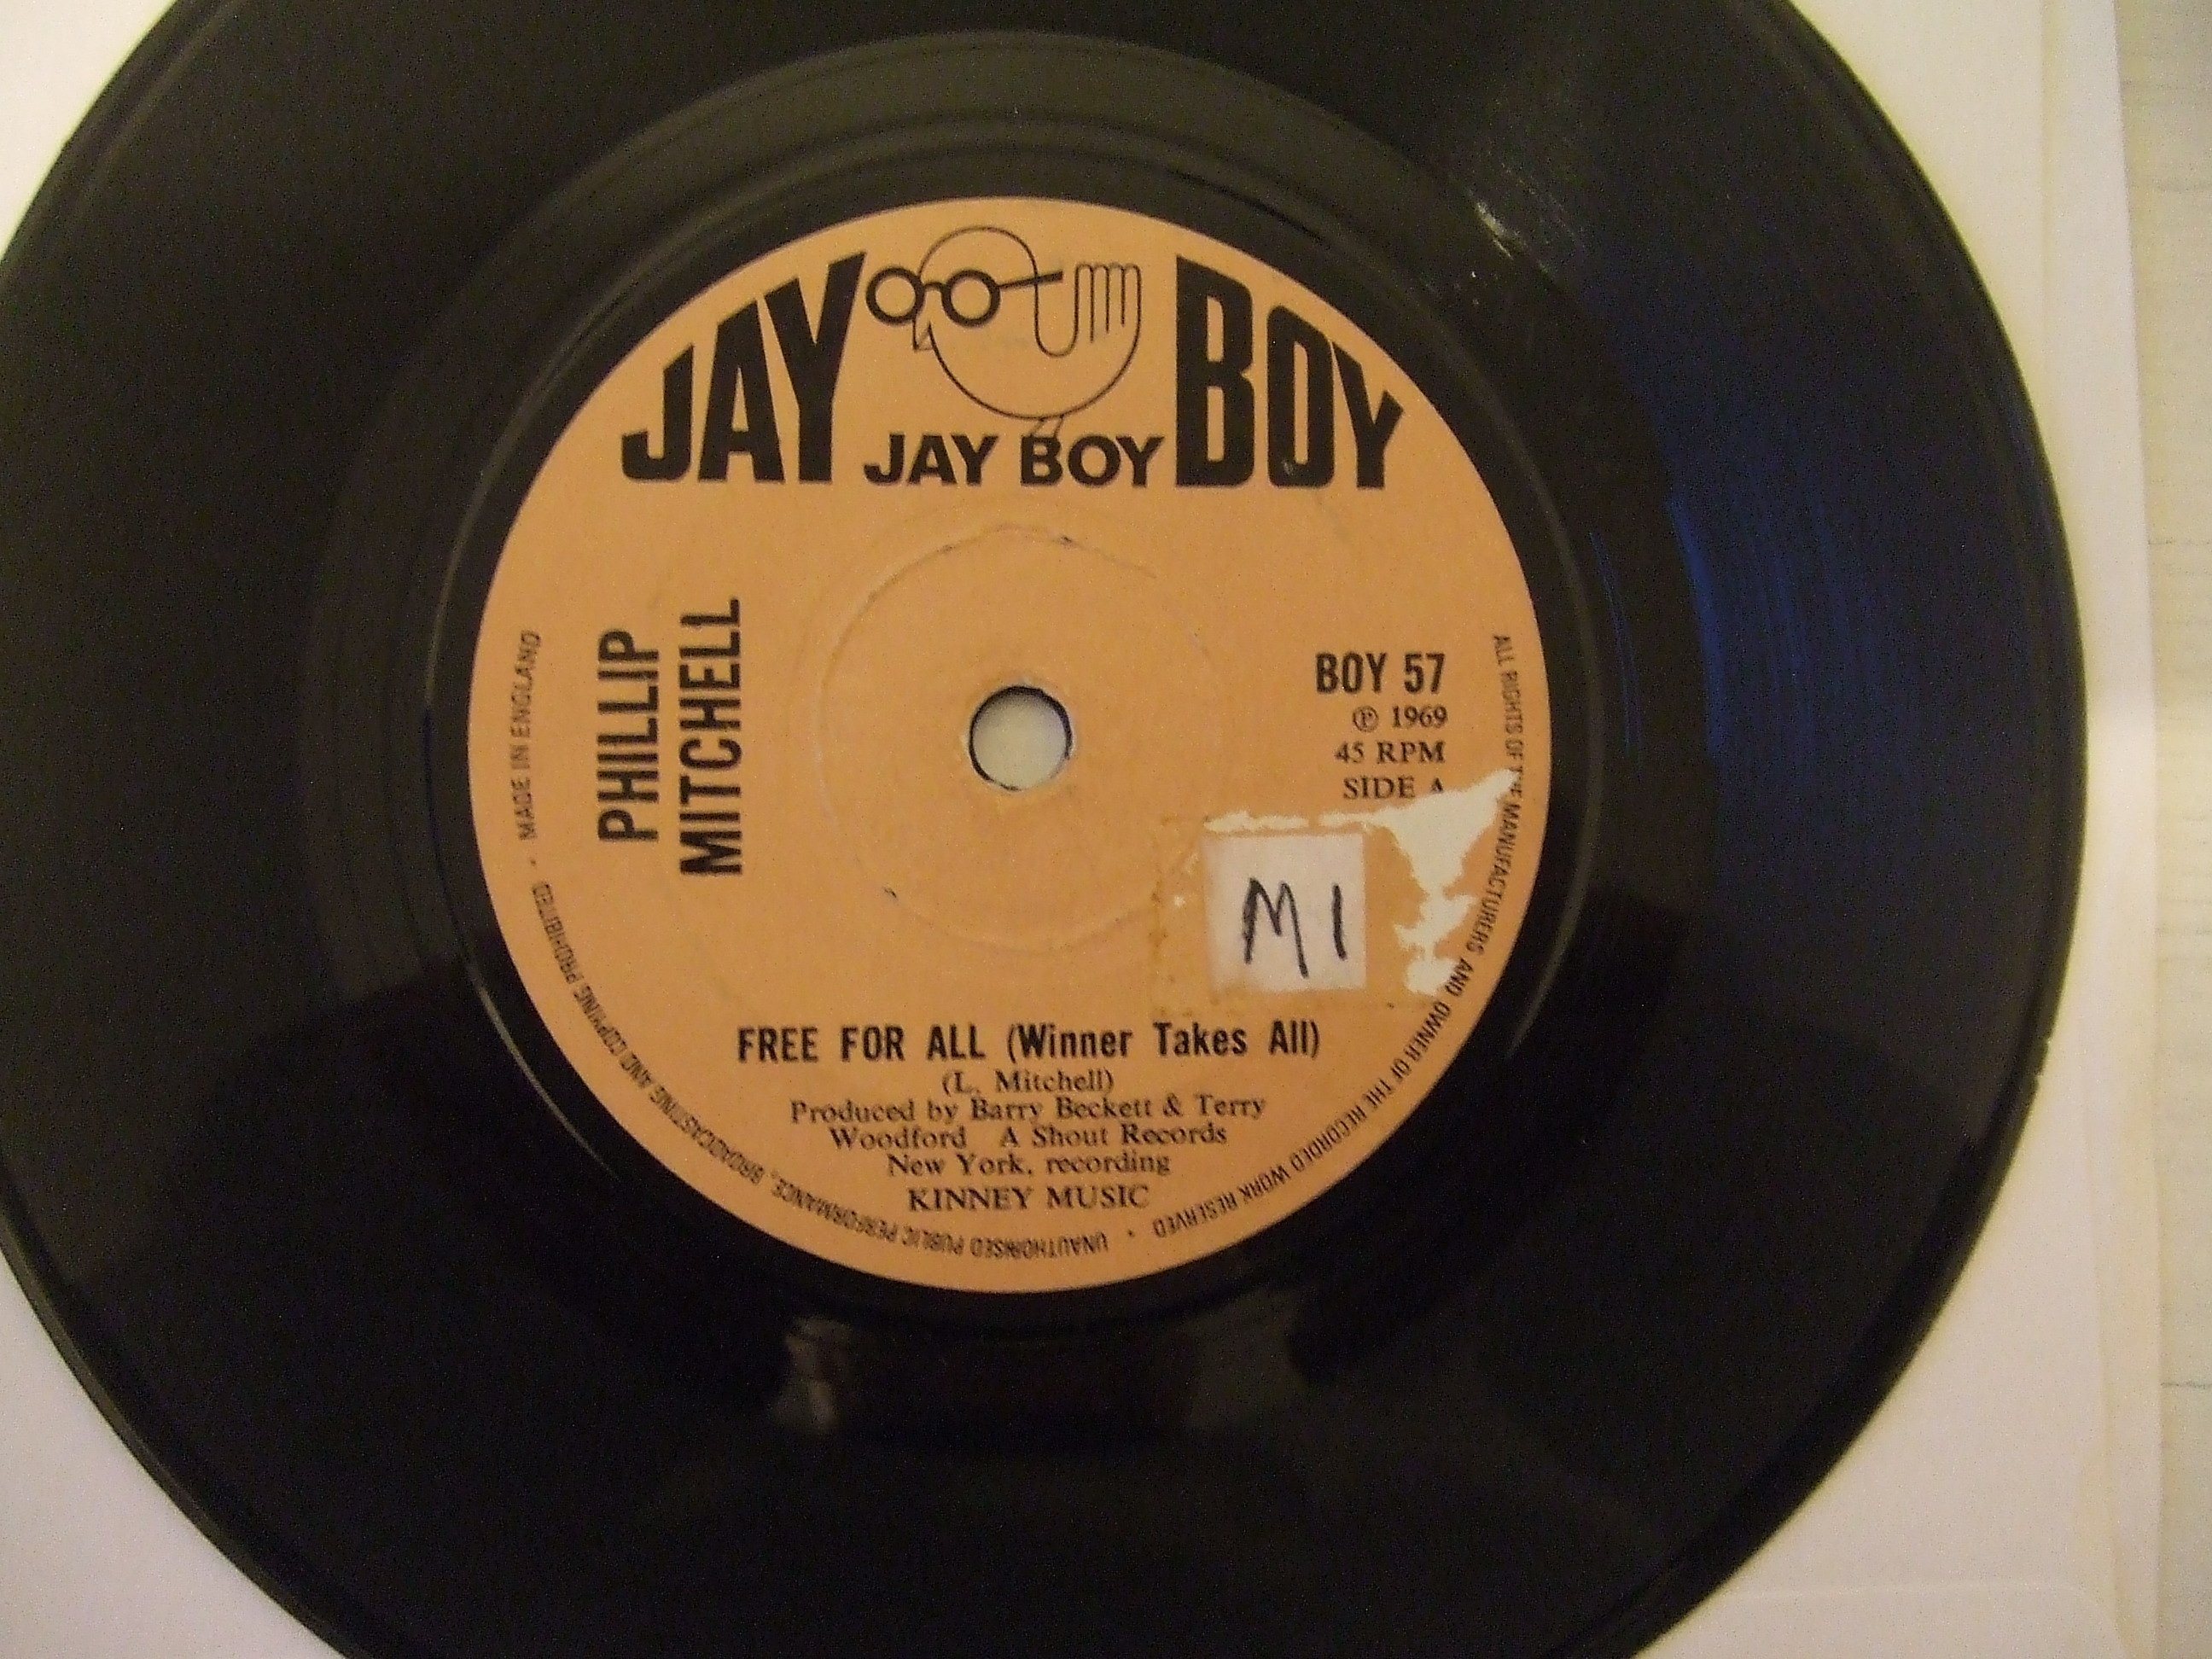 JAY BOY
JAY BOY
PHILLIP
MITCHELL
BOY 57
℗ 1969
45 RPM
SIDE A
M1
FREE FOR ALL (Winner Takes All)
(L. Mitchell)
Produced by Barry Beckett & Terry
Woodford A Shout Records
New York, recording
KINNEY MUSIC
ALL RIGHTS OF THE MANUFACTURERS AND OWNER OF THE RECORDED WORK RESERVED • UNAUTHORISED PUBLIC PERFORMANCE, BROADCASTING AND COPYING PROHIBITED • MADE IN ENGLAND